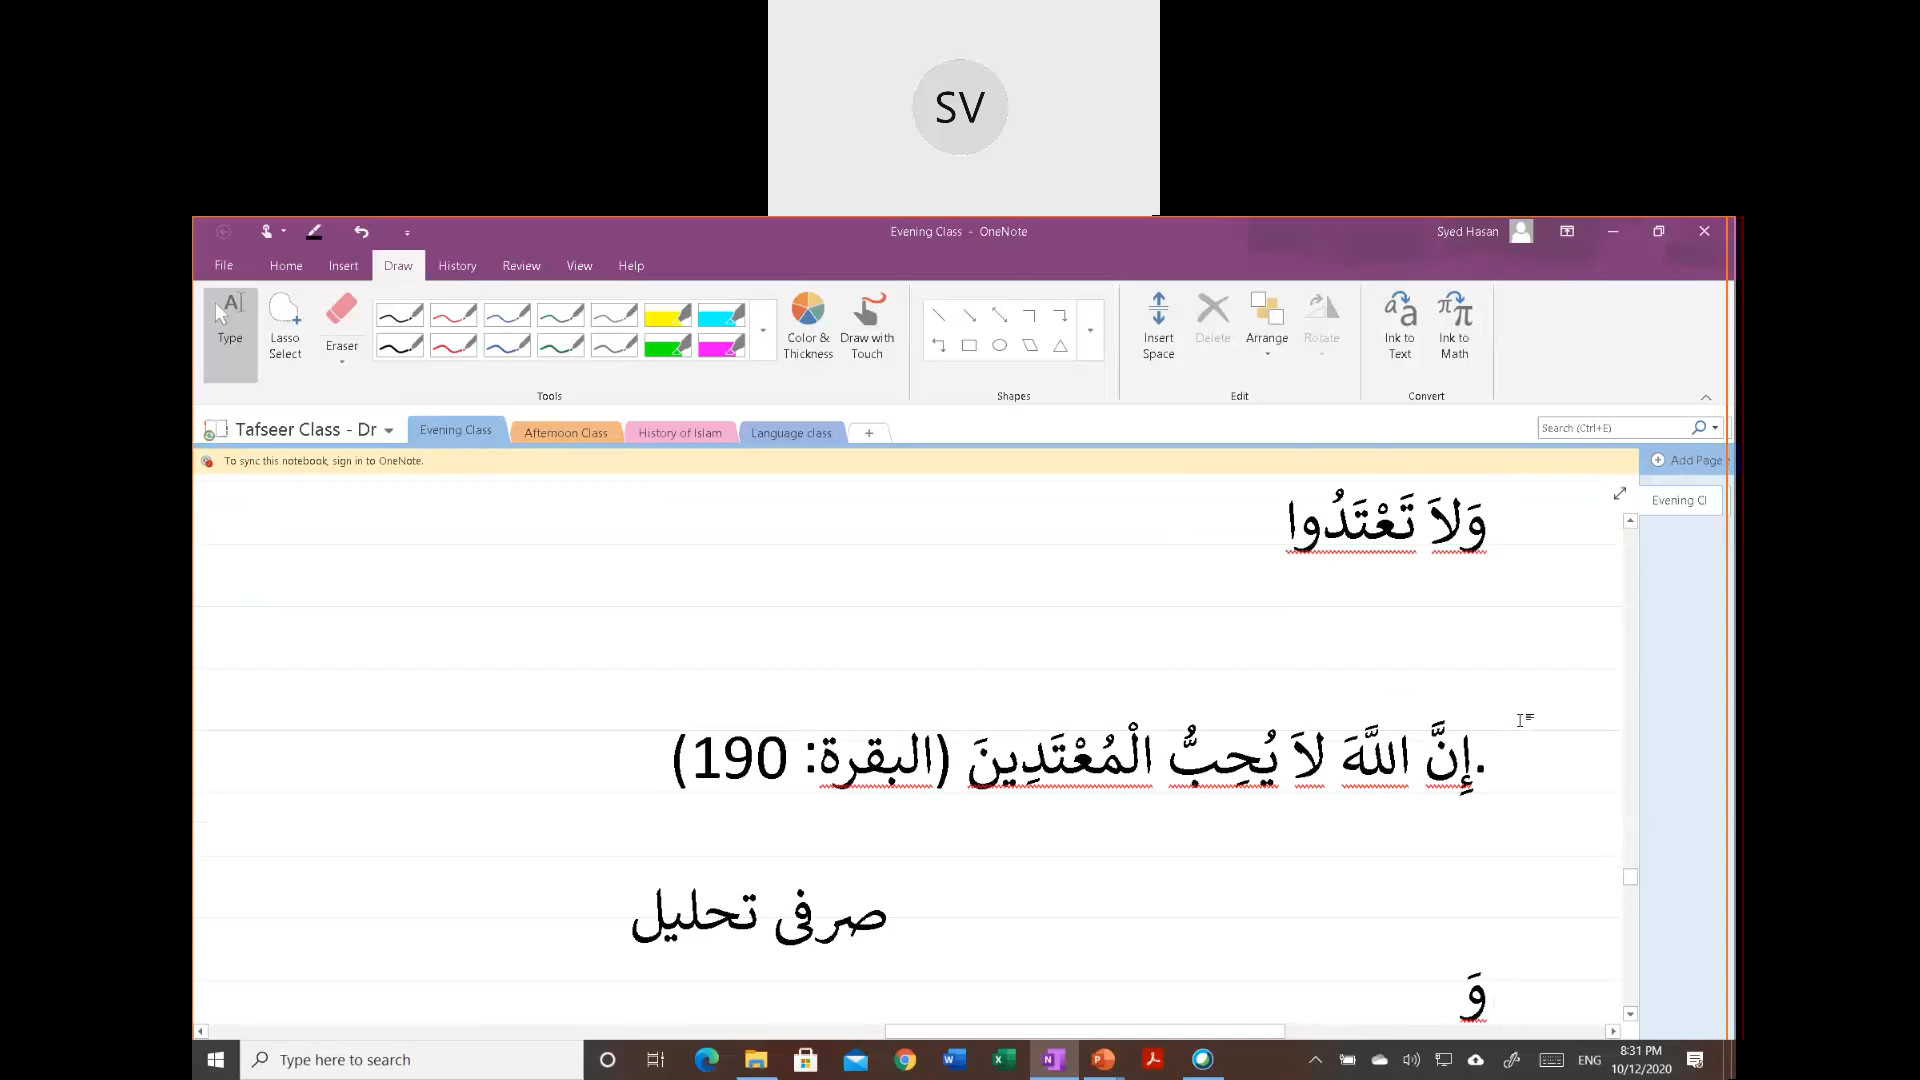 SV
Evening Class - OneNote
Syed Hasan
File Home Insert Draw History Review View Help
Type
Lasso Select
Eraser
Color & Thickness
Draw with Touch
Insert Space
Delete
Arrange
Rotate
Ink to Text
Ink to Math
Tools
Shapes
Edit
Convert
Tafseer Class - Dr
Evening Class
Afternoon Class
History of Islam
Language class
Search (Ctrl+E)
To sync this notebook, sign in to OneNote.
Add Page
Evening Cl
وَلاَ تَعْتَدُوا
.إِنَّ اللَّهَ لاَ يُحِبُّ الْمُعْتَدِينَ (البقرة: 190)
صرفی تحلیل
وَ
Type here to search
ENG
8:31 PM
10/12/2020